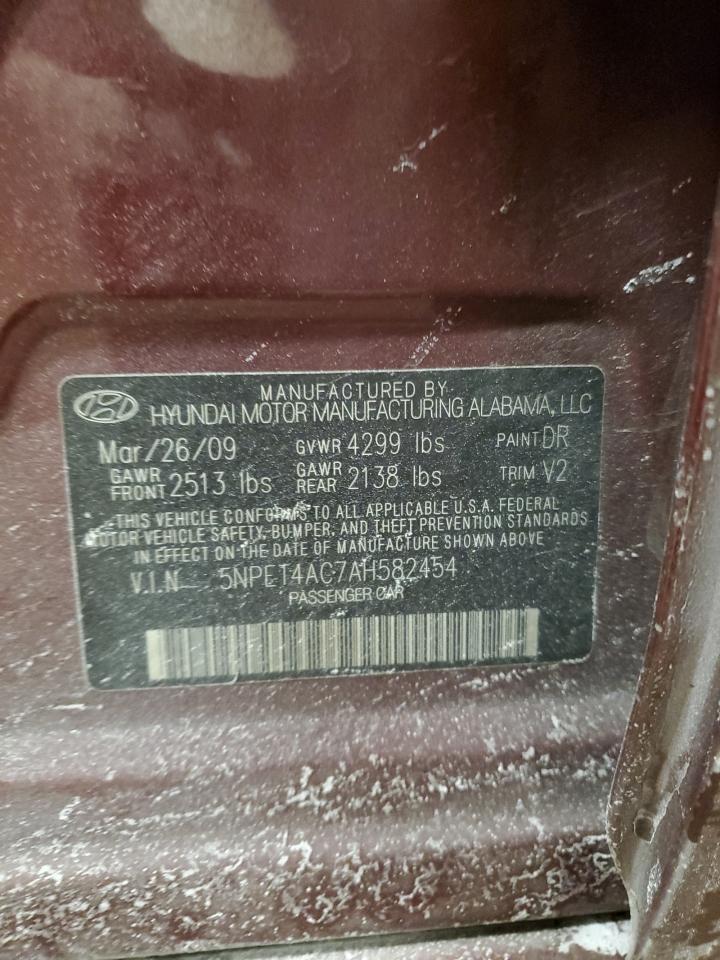 MANUFACTURED BY
HYUNDAI MOTOR MANUFACTURING ALABAMA, LLC
Mar/26/09 GVWR 4299 lbs PAINT DR
GAWR FRONT 2513 lbs GAWR REAR 2138 lbs TRIM V2
THIS VEHICLE CONFORMS TO ALL APPLICABLE U.S.A. FEDERAL
MOTOR VEHICLE SAFETY, BUMPER, AND THEFT PREVENTION STANDARDS
IN EFFECT ON THE DATE OF MANUFACTURE SHOWN ABOVE
V.I.N 5NPET4AC7AH582454
PASSENGER CAR